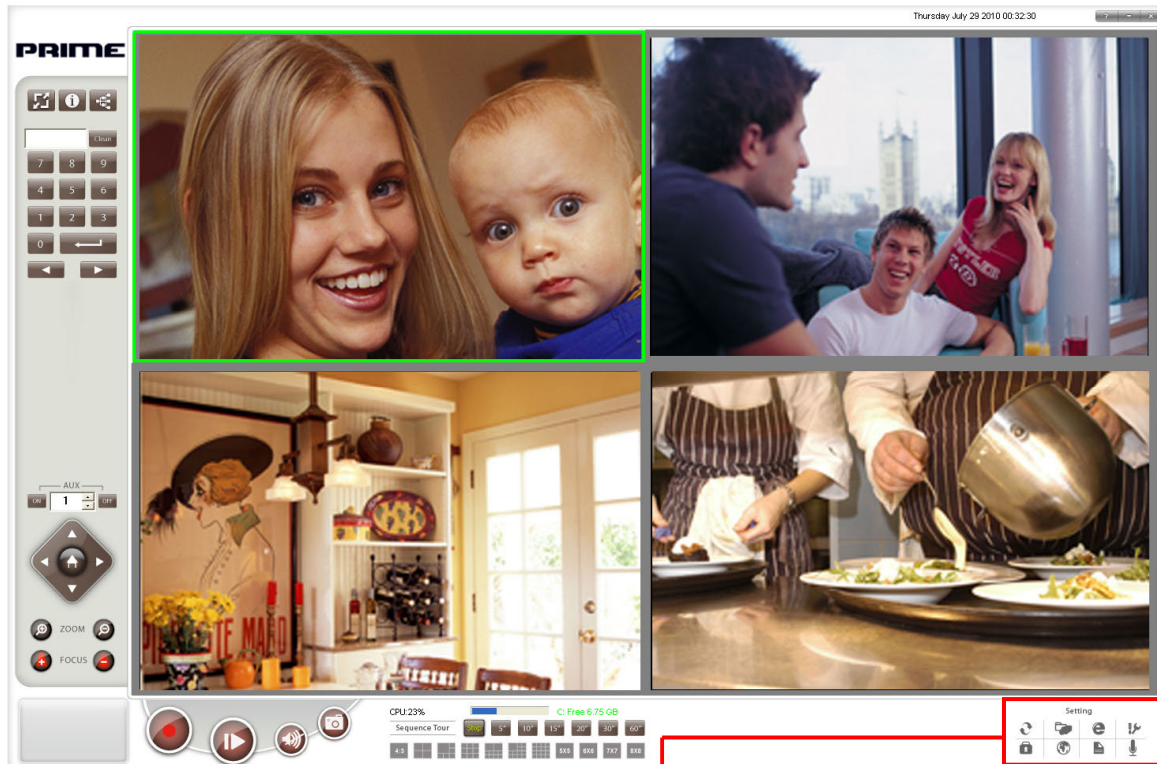 Thursday July 29 2010 00:32:30
? - x
PRIME
Clean
7 8 9
4 5 6
1 2 3
0
AUX
ON 1 OFF
ZOOM
FOCUS
CPU:23% C: Free 6.75 GB
Sequence Tour Stop 5" 10" 15" 20" 30" 60"
4:3 5X5 6X6 7X7 8X8
Setting